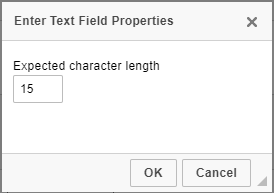 Enter Text Field Properties
Expected character length
15
OK Cancel